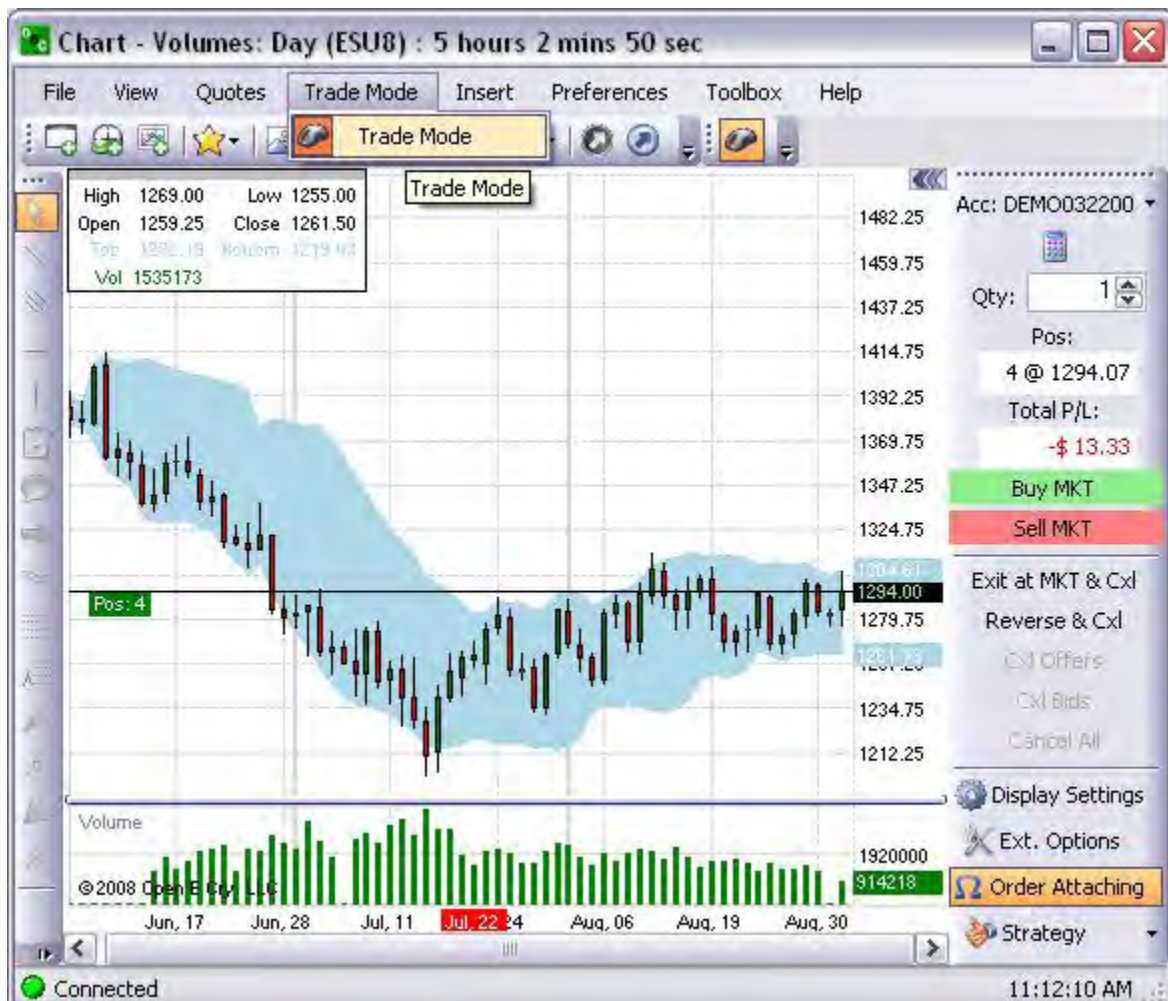 Chart - Volumes: Day (ESU8) : 5 hours 2 mins 50 sec
File View Quotes Trade Mode Insert Preferences Toolbox Help
Trade Mode
Trade Mode
High 1269.00 Low 1255.00
Open 1259.25 Close 1261.50
Top
Vol 1535173
1482.25
1459.75
1437.25
1414.75
1392.25
1369.75
1347.25
1324.75
1294.00
1279.75
1234.75
1212.25
Pos: 4
Volume
1920000
914218
©2008 Open E Cry, LLC
Jun, 17 Jun, 28 Jul, 11 Jul, 22 24 Aug, 06 Aug, 19 Aug, 30
Acc: DEMO032200
Qty: 1
Pos:
4 @ 1294.07
Total P/L:
-$ 13.33
Buy MKT
Sell MKT
Exit at MKT & Cxl
Reverse & Cxl
Cxl Offers
Cxl Bids
Cancel All
Display Settings
Ext. Options
Order Attaching
Strategy
Connected 11:12:10 AM